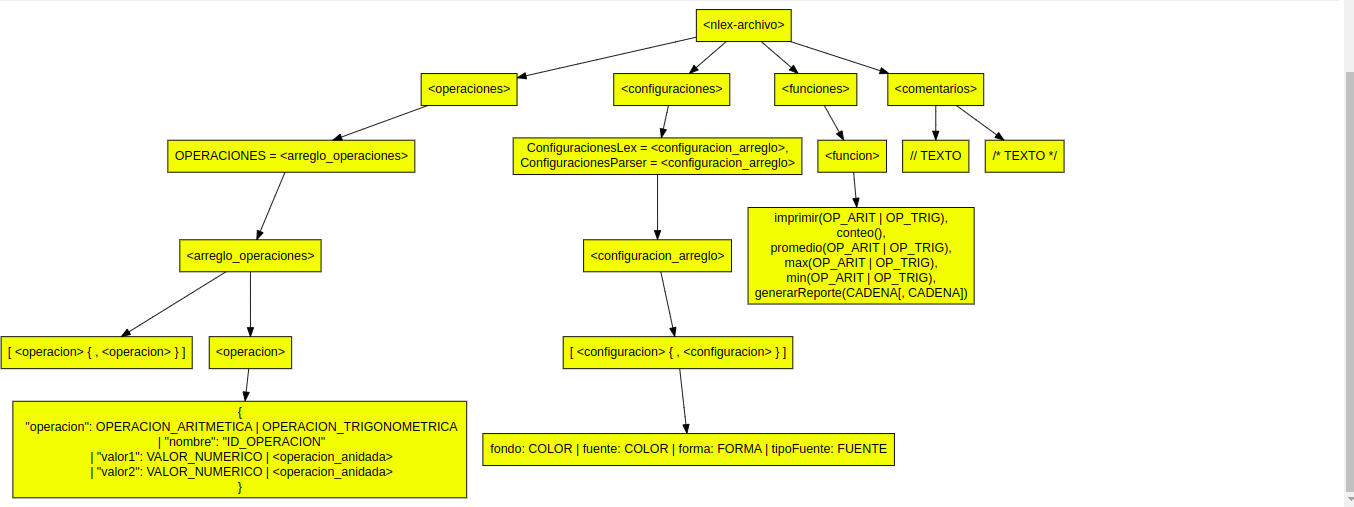 <nlex-archivo>
<operaciones>
<configuraciones>
<funciones>
<comentarios>
OPERACIONES = <arreglo_operaciones>
ConfiguracionesLex = <configuracion_arreglo>,
ConfiguracionesParser = <configuracion_arreglo>
<funcion>
// TEXTO
/* TEXTO */
imprimir(OP_ARIT | OP_TRIG),
conteo(),
promedio(OP_ARIT | OP_TRIG),
max(OP_ARIT | OP_TRIG),
min(OP_ARIT | OP_TRIG),
generarReporte(CADENA[, CADENA])
<arreglo_operaciones>
<configuracion_arreglo>
[ <operacion> { , <operacion> } ]
<operacion>
[ <configuracion> { , <configuracion> } ]
{
"operacion": OPERACION_ARITMETICA | OPERACION_TRIGONOMETRICA
| "nombre": "ID_OPERACION"
| "valor1": VALOR_NUMERICO | <operacion_anidada>
| "valor2": VALOR_NUMERICO | <operacion_anidada>
}
fondo: COLOR | fuente: COLOR | forma: FORMA | tipoFuente: FUENTE